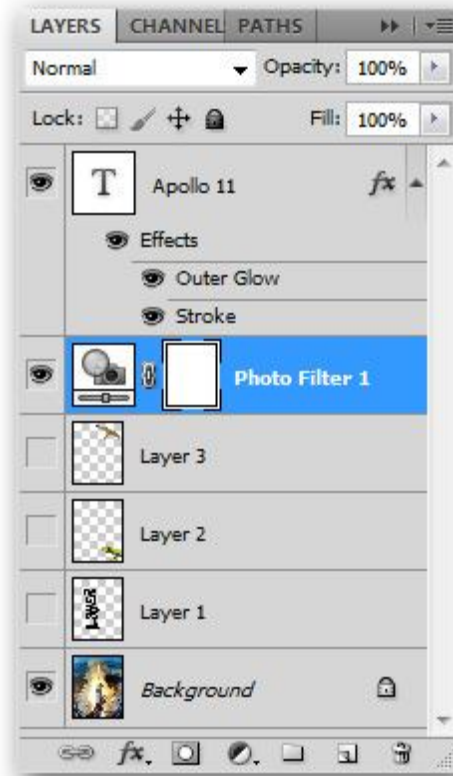 LAYERS CHANNEL PATHS
Normal Opacity: 100%
Lock: Fill: 100%
T Apollo 11 fx
Effects
Outer Glow
Stroke
Photo Filter 1
Layer 3
Layer 2
Layer 1
Background
fx.